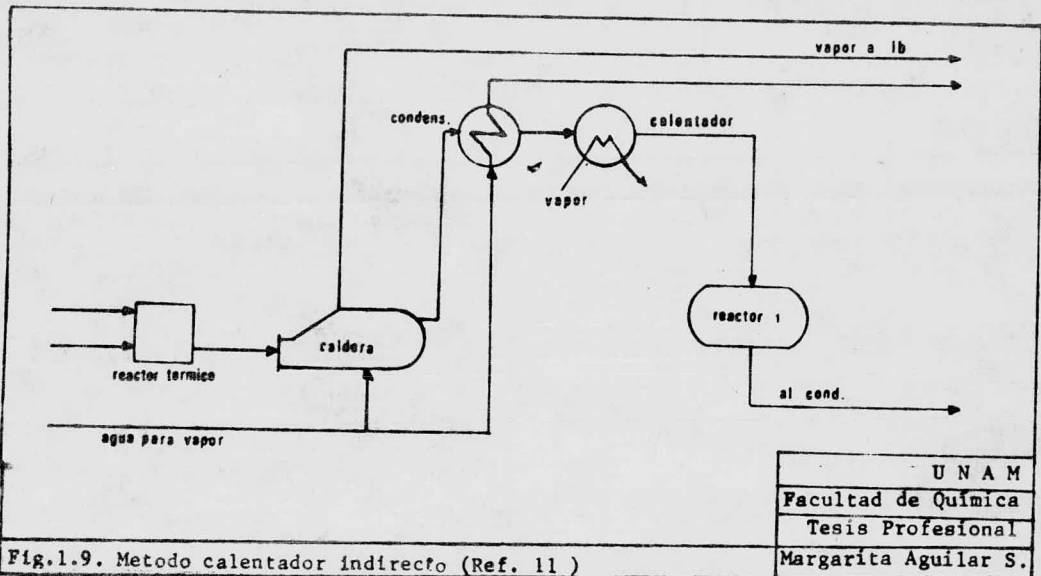 vapor a lb
condens.
calentador
vapor
reactor 1
caldera
reactor termico
al cond.
agua para vapor
U N A M
Facultad de Química
Tesis Profesional
Margarita Aguilar S.
Fig.1.9. Metodo calentador indirecto (Ref. 11 )